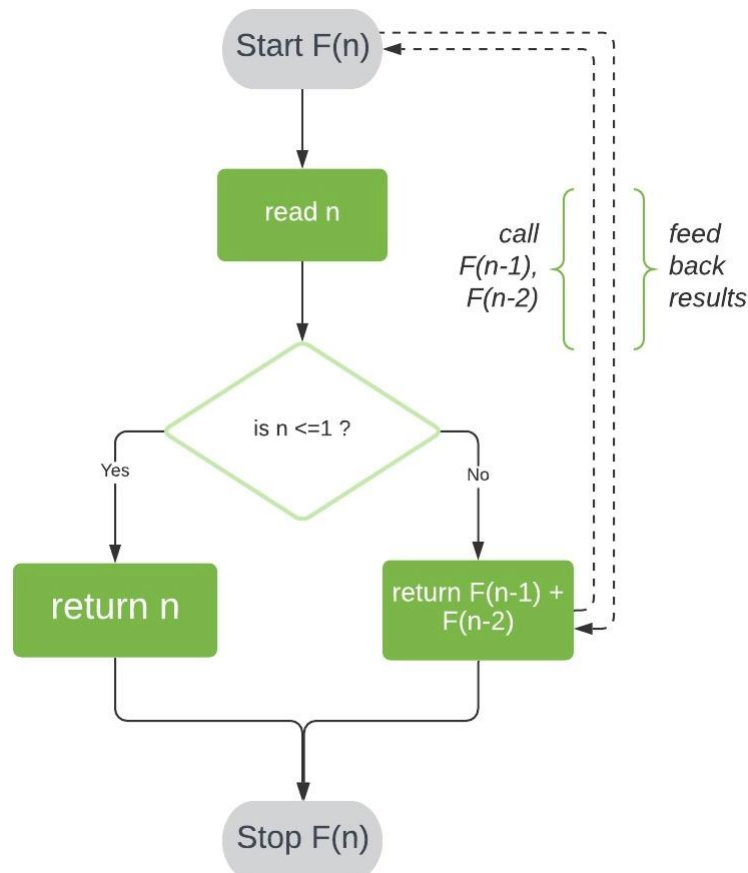 Start F(n)
read n
call
F(n-1),
F(n-2)
feed
back
results
is n <=1 ?
Yes
No
return n
return F(n-1) +
F(n-2)
Stop F(n)